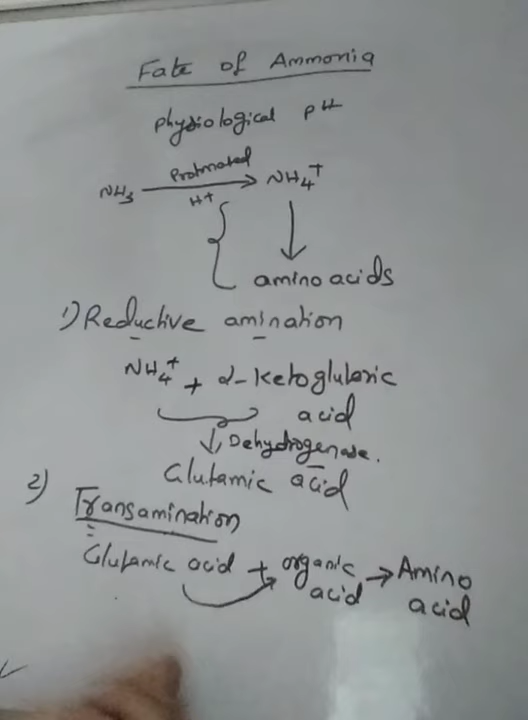 Fate of Ammonia
physiological pH
NH3 Protonated H+ → NH4+
↓
amino acids
1) Reductive amination
NH4+ + α-ketoglutaric
acid
↓ Dehydrogenase.
Glutamic acid
2) Transamination
Glutamic acid + organic acid → Amino acid